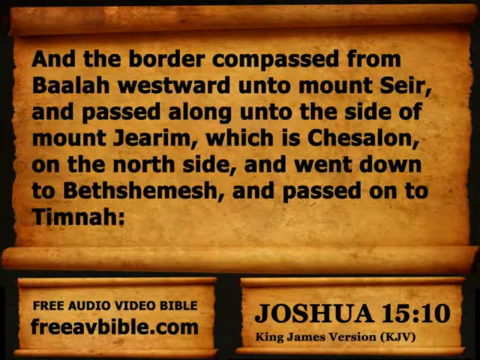 And the border compassed from
Baalah westward unto mount Seir,
and passed along unto the side of
mount Jearim, which is Chesalon,
on the north side, and went down
to Bethshemesh, and passed on to
Timnah:
FREE AUDIO VIDEO BIBLE
freeavbible.com
JOSHUA 15:10
King James Version (KJV)